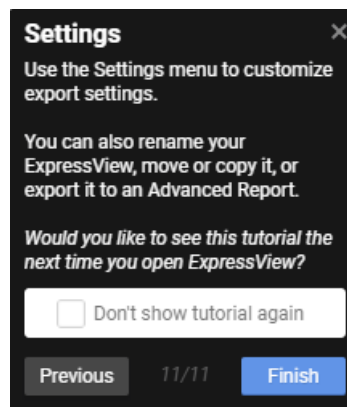 Settings
Use the Settings menu to customize
export settings.
You can also rename your
ExpressView, move or copy it, or
export it to an Advanced Report.
Would you like to see this tutorial the
next time you open ExpressView?
Don't show tutorial again
Previous 11/11 Finish